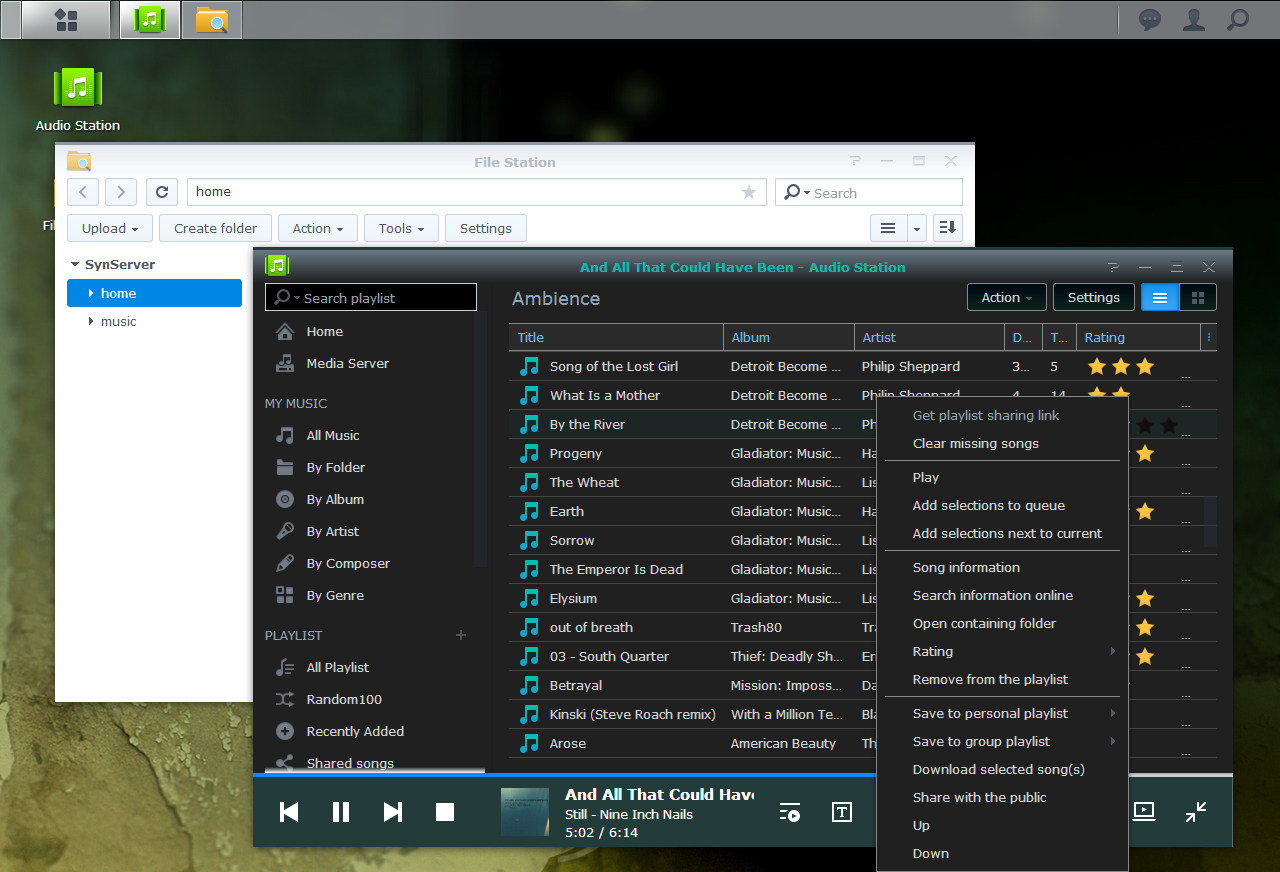 Audio Station
Fil
File Station
home
Search
Upload
Create folder
Action
Tools
Settings
SynServer
home
music
And All That Could Have Been - Audio Station
Search playlist
Home
Media Server
MY MUSIC
All Music
By Folder
By Album
By Artist
By Composer
By Genre
PLAYLIST
All Playlist
Random100
Recently Added
Shared songs
Ambience
Action
Settings
Title Album Artist D... T... Rating
Song of the Lost Girl Detroit Become ... Philip Sheppard 3... 5 ...
What Is a Mother Detroit Become ... Philip Sheppard 4... 14 ...
By the River Detroit Become ... Ph ...
Progeny Gladiator: Music... Ha ...
The Wheat Gladiator: Music... Lis ...
Earth Gladiator: Music... Ha ...
Sorrow Gladiator: Music... Lis ...
The Emperor Is Dead Gladiator: Music... Lis ...
Elysium Gladiator: Music... Lis ...
out of breath Trash80 Tra ...
03 - South Quarter Thief: Deadly Sh... Eri ...
Betrayal Mission: Imposs... Da ...
Kinski (Steve Roach remix) With a Million Te... Bla ...
Arose American Beauty Th ...
Get playlist sharing link
Clear missing songs
Play
Add selections to queue
Add selections next to current
Song information
Search information online
Open containing folder
Rating
Remove from the playlist
Save to personal playlist
Save to group playlist
Download selected song(s)
Share with the public
Up
Down
And All That Could Have
Still - Nine Inch Nails
5:02 / 6:14
T